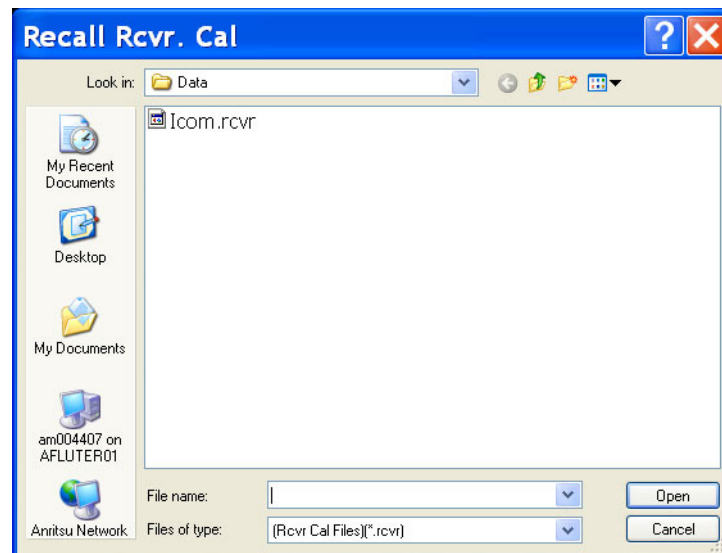 Recall Rcvr. Cal
Look in:
Data
Icom.rcvr
My Recent
Documents
Desktop
My Documents
am004407 on
AFLUTER01
Anritsu Network
File name:
Open
Files of type:
(Rcvr Cal Files)(*.rcvr)
Cancel